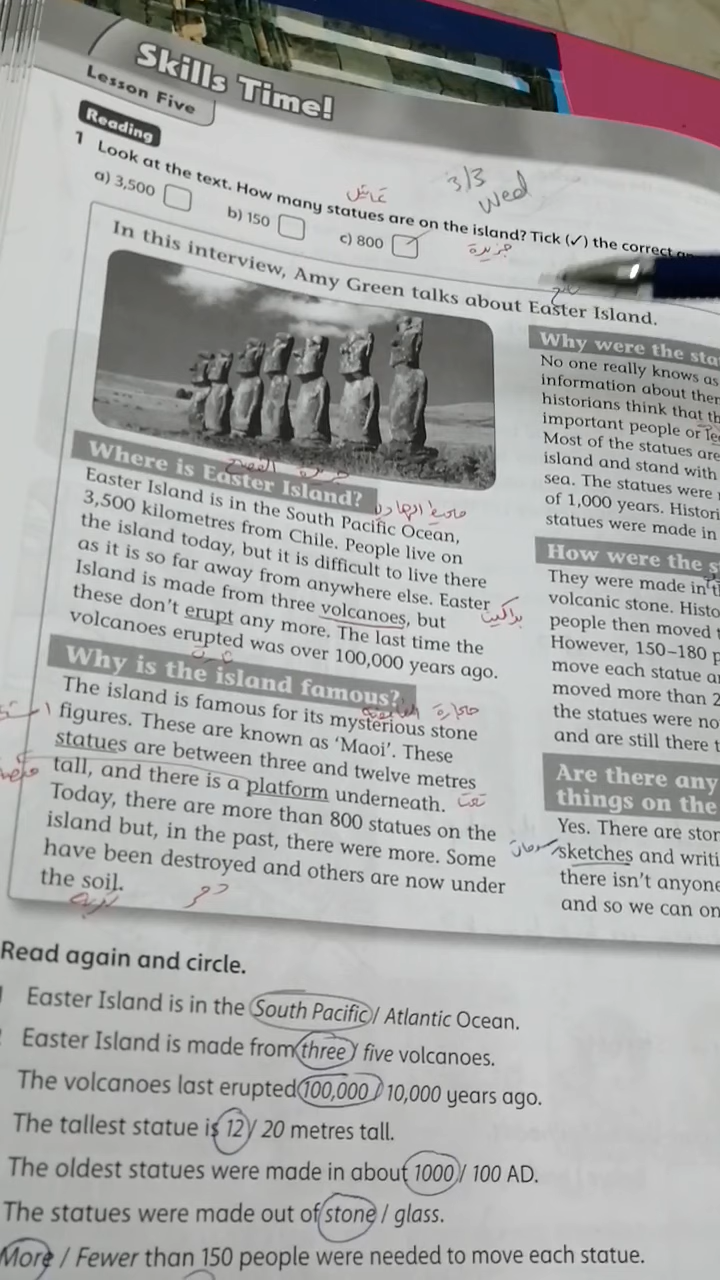 Skills Time!
Lesson Five
Reading
1 Look at the text. How many statues are on the island? Tick (✓) the correct
a) 3,500
b) 150
c) 800
3/3
Wed
جزيرة
In this interview, Amy Green talks about Easter Island.
Where is Easter Island?
Easter Island is in the South Pacific Ocean,
3,500 kilometres from Chile. People live on
the island today, but it is difficult to live there
as it is so far away from anywhere else. Easter
Island is made from three volcanoes, but
these don't erupt any more. The last time the
volcanoes erupted was over 100,000 years ago.
Why is the island famous?
The island is famous for its mysterious stone
figures. These are known as 'Maoi'. These
statues are between three and twelve metres
tall, and there is a platform underneath.
Today, there are more than 800 statues on the
island but, in the past, there were more. Some
have been destroyed and others are now under
the soil.
Why were the sta
No one really knows as
information about ther
historians think that th
important people or le
Most of the statues are
island and stand with
sea. The statues were
of 1,000 years. Histori
statues were made in
How were the s
They were made in t
volcanic stone. Histo
people then moved t
However, 150–180 p
move each statue a
moved more than 2
the statues were no
and are still there t
Are there any
things on the
Yes. There are stor
sketches and writi
there isn't anyone
and so we can on
Read again and circle.
Easter Island is in the South Pacific / Atlantic Ocean.
Easter Island is made from three / five volcanoes.
The volcanoes last erupted 100,000 / 10,000 years ago.
The tallest statue is 12 / 20 metres tall.
The oldest statues were made in about 1000 / 100 AD.
The statues were made out of stone / glass.
More / Fewer than 150 people were needed to move each statue.